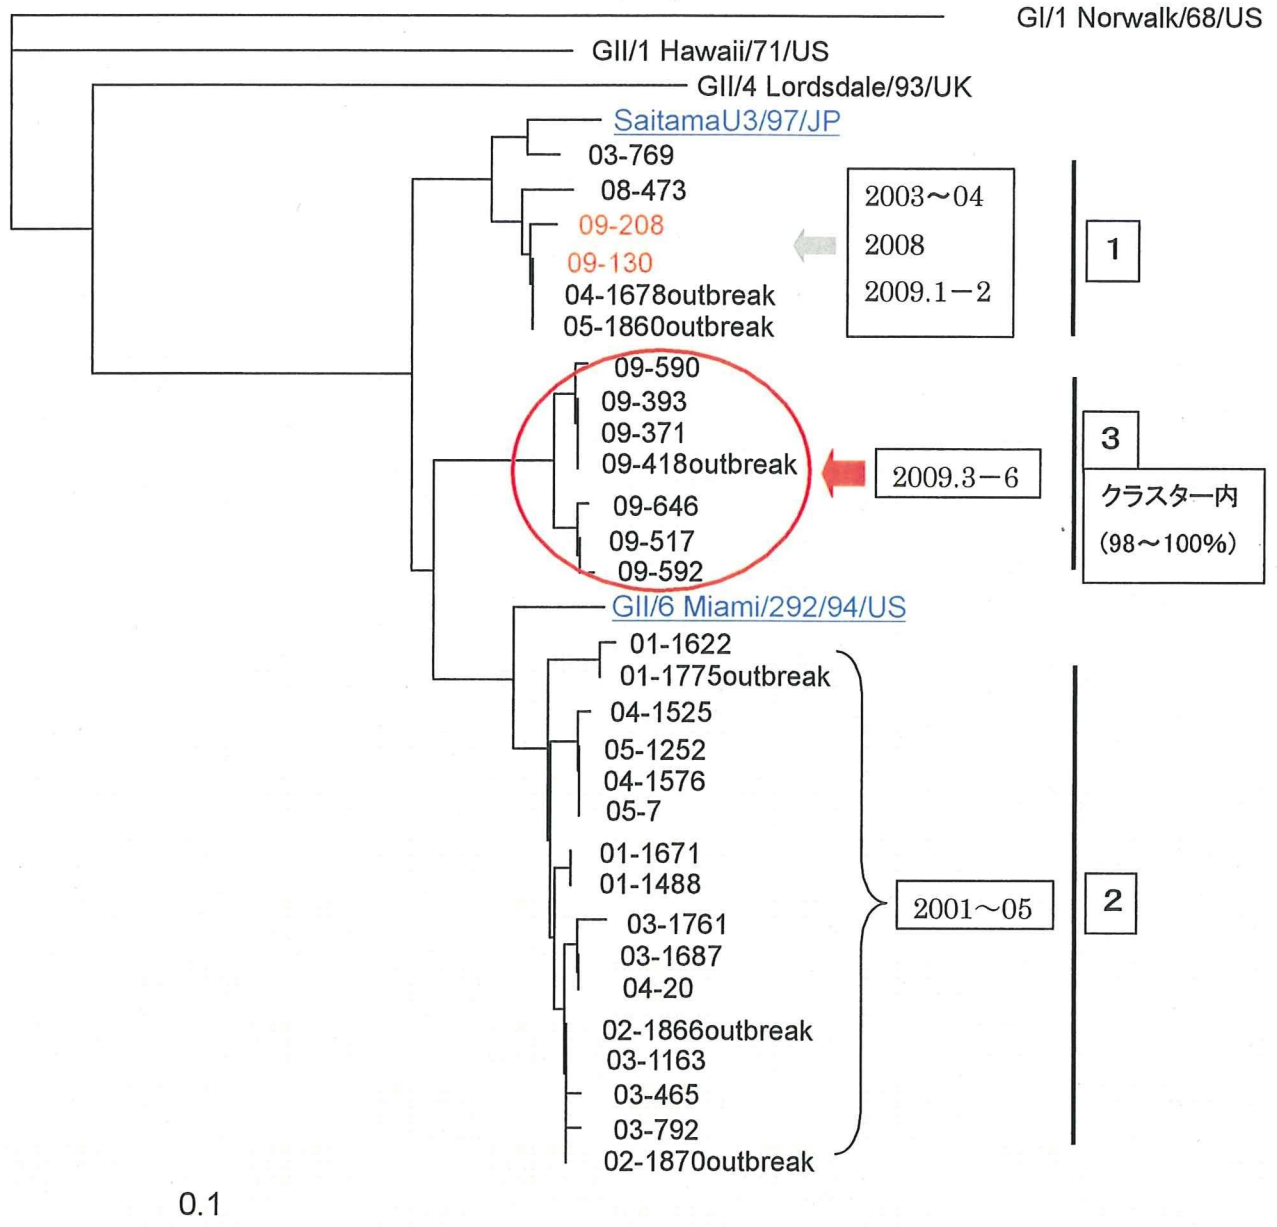 GI/1 Norwalk/68/US
GII/1 Hawaii/71/US
GII/4 Lordsdale/93/UK
SaitamaU3/97/JP
03-769
08-473
09-208
09-130
04-1678outbreak
05-1860outbreak
2003～04
2008
2009.1－2
1
09-590
09-393
09-371
09-418outbreak
09-646
09-517
09-592
2009.3－6
3
クラスター内
(98～100%)
GII/6 Miami/292/94/US
01-1622
01-1775outbreak
04-1525
05-1252
04-1576
05-7
01-1671
01-1488
03-1761
03-1687
04-20
02-1866outbreak
03-1163
03-465
03-792
02-1870outbreak
2001～05
2
0.1